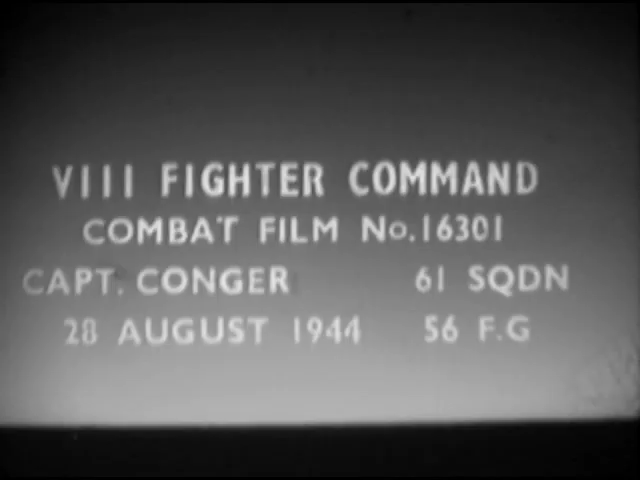 VIII FIGHTER COMMAND
COMBAT FILM No.16301
CAPT. CONGER 61 SQDN
28 AUGUST 1944 56 F.G